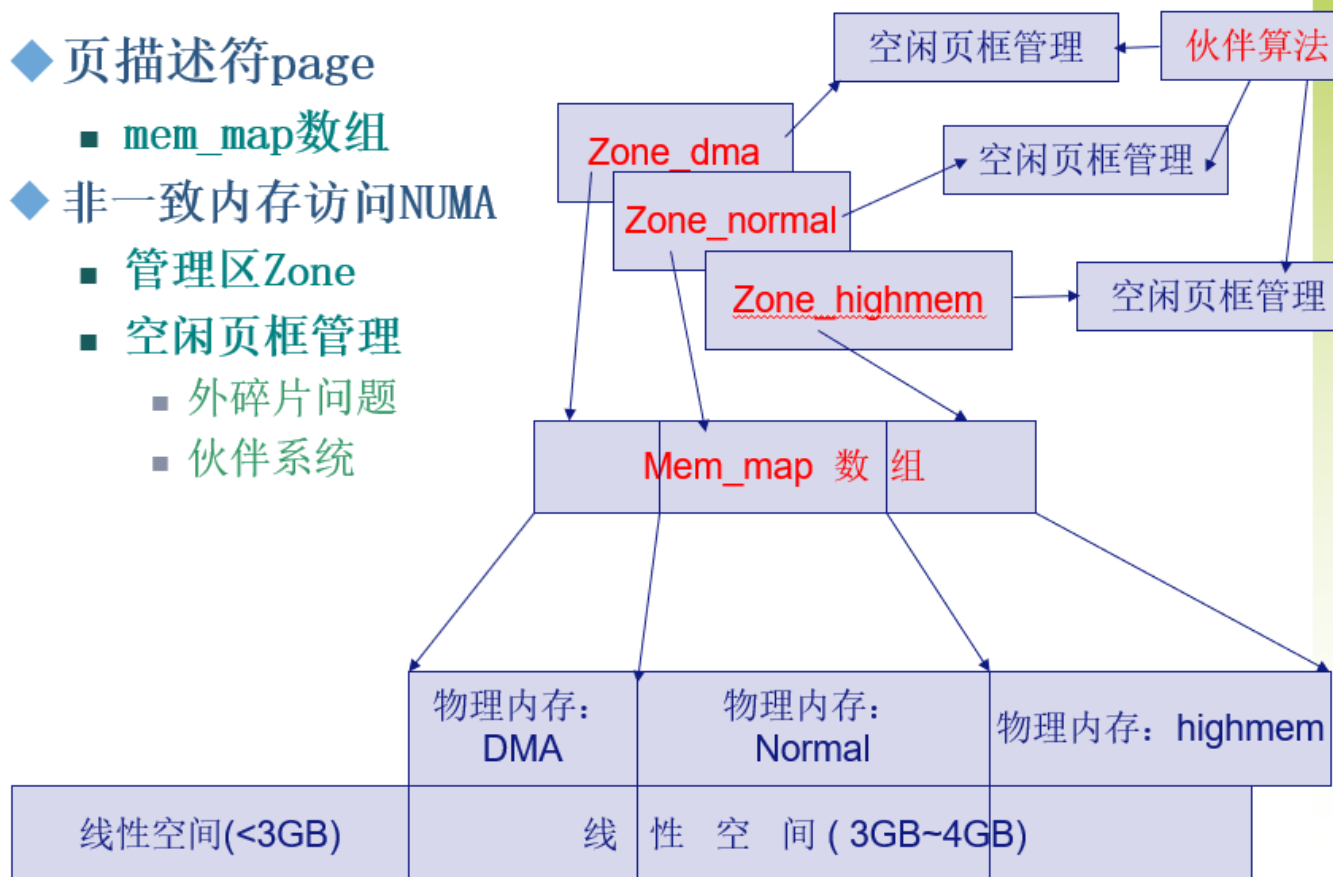 页描述符page
mem_map数组
非一致内存访问NUMA
管理区Zone
空闲页框管理
外碎片问题
伙伴系统
空闲页框管理
伙伴算法
Zone_dma
空闲页框管理
Zone_normal
Zone_highmem
空闲页框管理
Mem_map 数 组
物理内存：
DMA
物理内存：
Normal
物理内存：highmem
线性空间(<3GB)
线 性 空 间 ( 3GB~4GB)